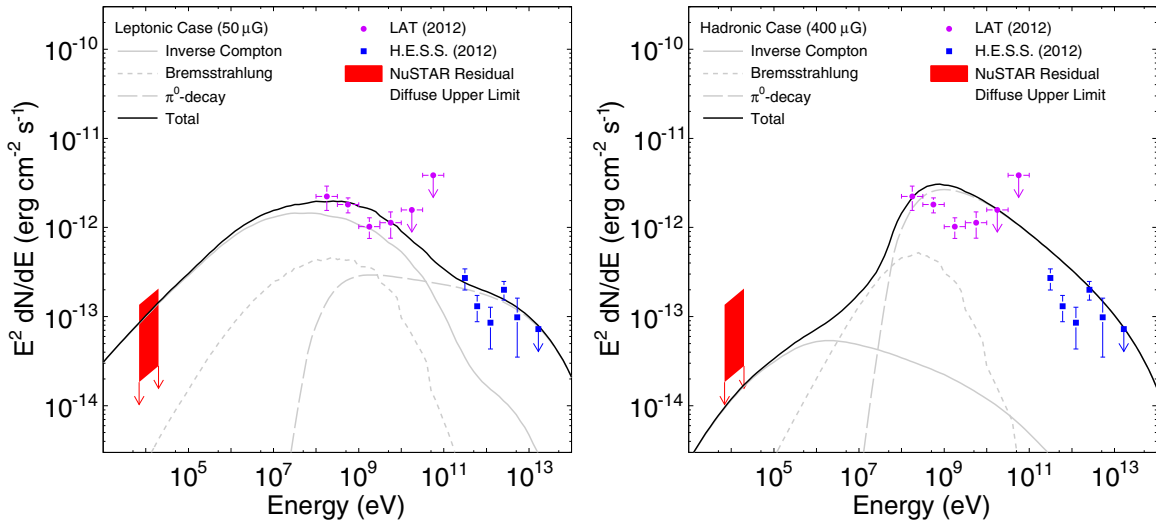 Leptonic Case (50 μG)
Inverse Compton
Bremsstrahlung
π⁰-decay
Total
LAT (2012)
H.E.S.S. (2012)
NuSTAR Residual
Diffuse Upper Limit
E² dN/dE (erg cm⁻² s⁻¹)
10⁻¹⁰
10⁻¹¹
10⁻¹²
10⁻¹³
10⁻¹⁴
10⁵ 10⁷ 10⁹ 10¹¹ 10¹³
Energy (eV)
Hadronic Case (400 μG)
Inverse Compton
Bremsstrahlung
π⁰-decay
Total
LAT (2012)
H.E.S.S. (2012)
NuSTAR Residual
Diffuse Upper Limit
E² dN/dE (erg cm⁻² s⁻¹)
10⁻¹⁰
10⁻¹¹
10⁻¹²
10⁻¹³
10⁻¹⁴
10⁵ 10⁷ 10⁹ 10¹¹ 10¹³
Energy (eV)